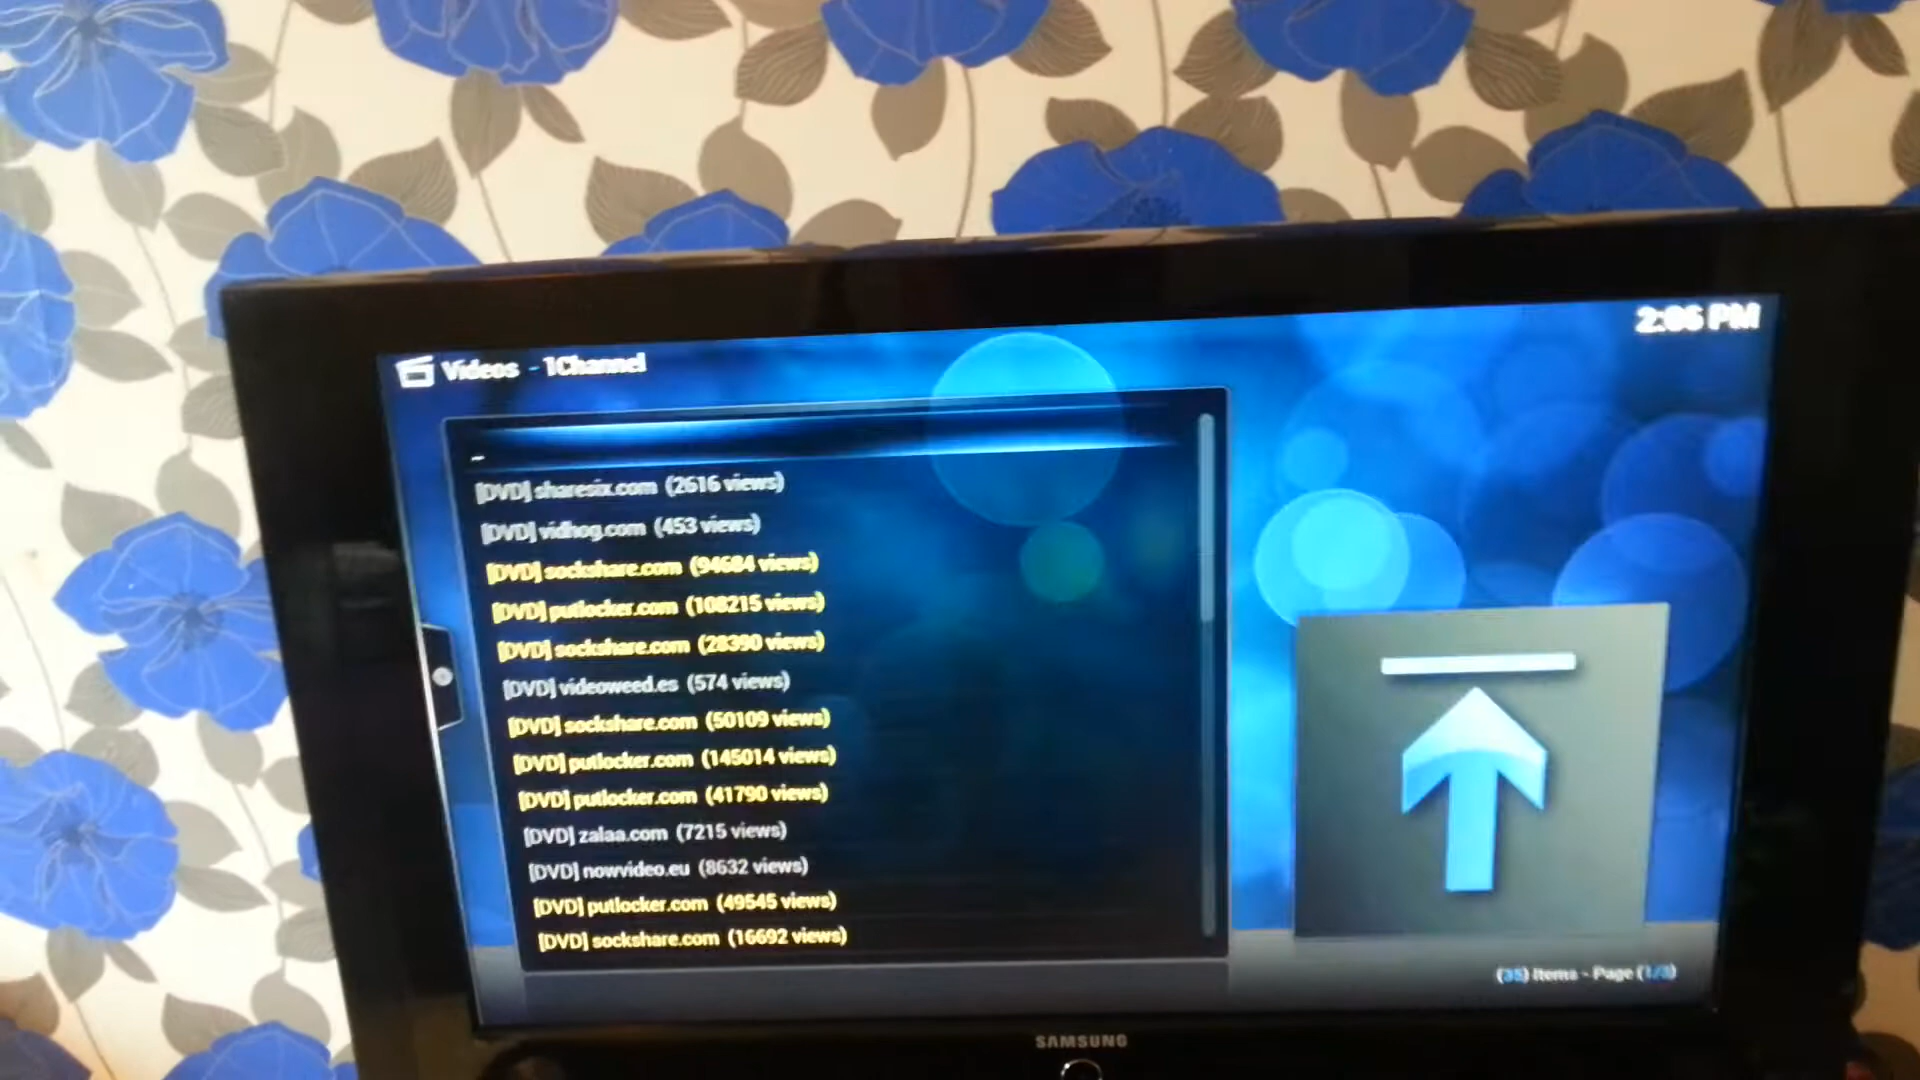 2:06 PM
Videos - 1Channel
..
[DVD] sharesix.com (2616 views)
[DVD] vidhog.com (453 views)
[DVD] sockshare.com (94684 views)
[DVD] putlocker.com (108215 views)
[DVD] sockshare.com (28390 views)
[DVD] videoweed.es (574 views)
[DVD] sockshare.com (50109 views)
[DVD] putlocker.com (145014 views)
[DVD] putlocker.com (41790 views)
[DVD] zalaa.com (7215 views)
[DVD] nowvideo.eu (8632 views)
[DVD] putlocker.com (49545 views)
[DVD] sockshare.com (16692 views)
(35) Items - Page (1/3)
SAMSUNG